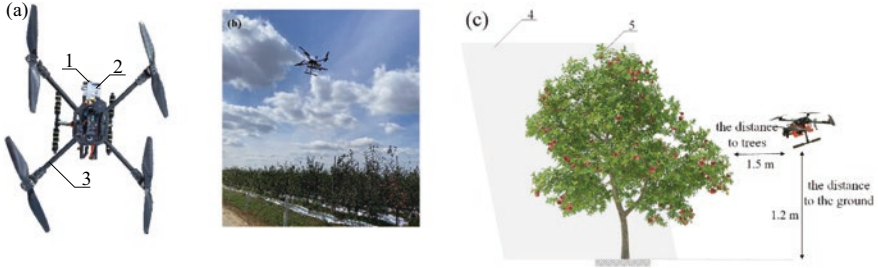 (a)
1
2
3
(b)
(c)
4
5
the distance
to trees
1.5 m
the distance
to the ground
1.2 m